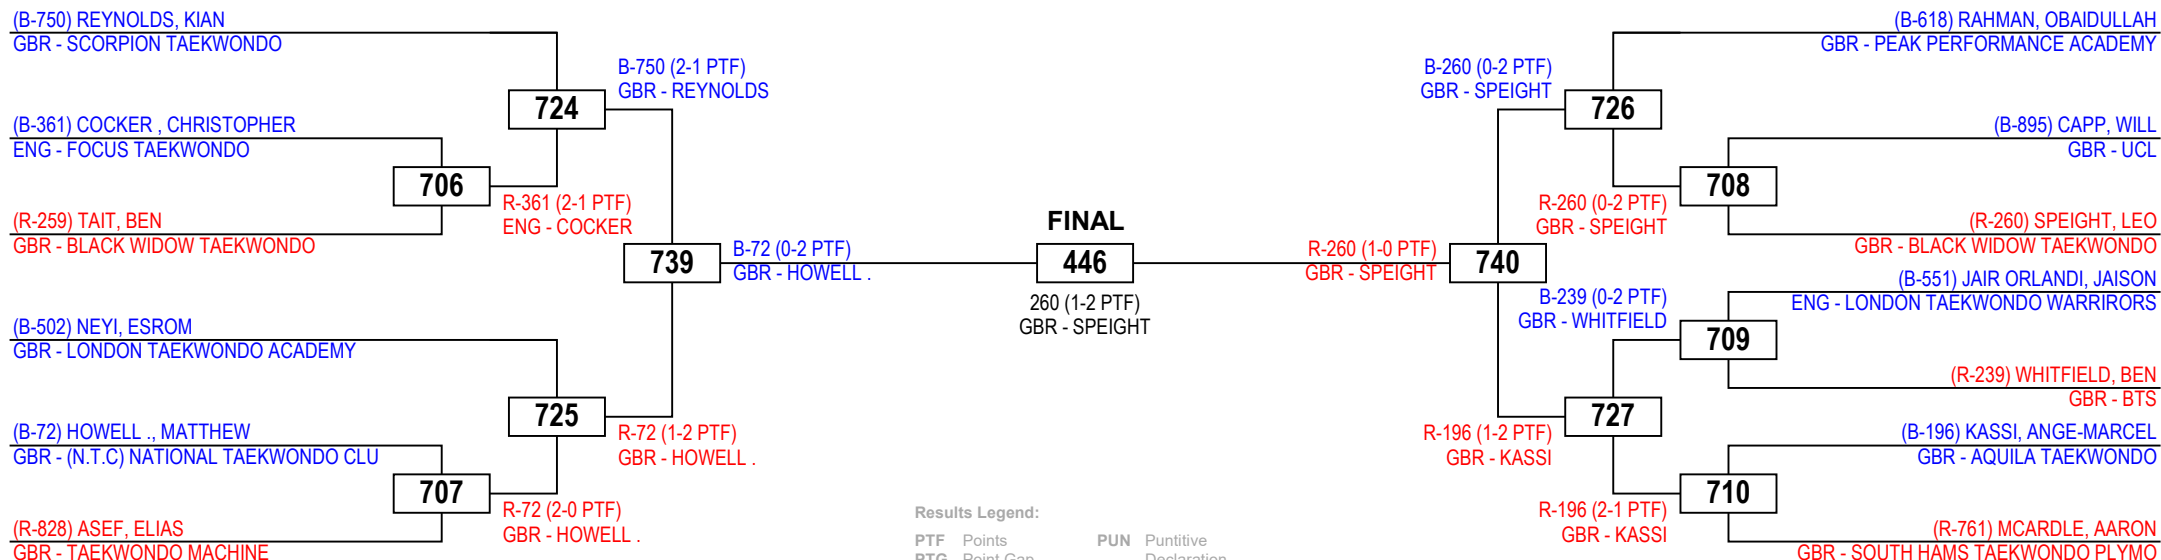 (B-750) REYNOLDS, KIAN
GBR - SCORPION TAEKWONDO
B-750 (2-1 PTF)
GBR - REYNOLDS
724
(B-361) COCKER , CHRISTOPHER
ENG - FOCUS TAEKWONDO
706
R-361 (2-1 PTF)
ENG - COCKER
(R-259) TAIT, BEN
GBR - BLACK WIDOW TAEKWONDO
739
B-72 (0-2 PTF)
GBR - HOWELL .
(B-502) NEYI, ESROM
GBR - LONDON TAEKWONDO ACADEMY
725
R-72 (1-2 PTF)
GBR - HOWELL .
(B-72) HOWELL ., MATTHEW
GBR - (N.T.C) NATIONAL TAEKWONDO CLU
707
R-72 (2-0 PTF)
GBR - HOWELL .
(R-828) ASEF, ELIAS
GBR - TAEKWONDO MACHINE
FINAL
446
260 (1-2 PTF)
GBR - SPEIGHT
(B-618) RAHMAN, OBAIDULLAH
GBR - PEAK PERFORMANCE ACADEMY
B-260 (0-2 PTF)
GBR - SPEIGHT
726
(B-895) CAPP, WILL
GBR - UCL
708
R-260 (0-2 PTF)
GBR - SPEIGHT
(R-260) SPEIGHT, LEO
GBR - BLACK WIDOW TAEKWONDO
R-260 (1-0 PTF)
GBR - SPEIGHT
740
(B-551) JAIR ORLANDI, JAISON
ENG - LONDON TAEKWONDO WARRIRORS
B-239 (0-2 PTF)
GBR - WHITFIELD
709
(R-239) WHITFIELD, BEN
GBR - BTS
727
R-196 (1-2 PTF)
GBR - KASSI
(B-196) KASSI, ANGE-MARCEL
GBR - AQUILA TAEKWONDO
710
R-196 (2-1 PTF)
GBR - KASSI
(R-761) MCARDLE, AARON
GBR - SOUTH HAMS TAEKWONDO PLYMO
Results Legend:
PTF Points PUN Puntitive
PTG Point Gap Declaration